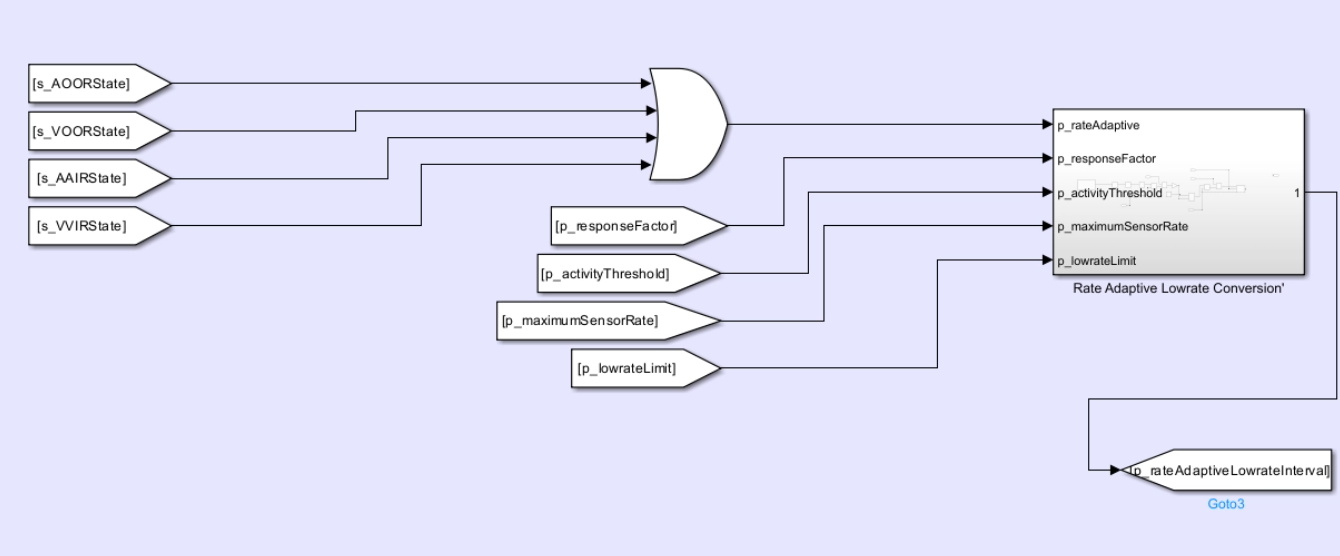 [s_AOORState]
[s_VOORState]
[s_AAIRState]
[s_VVIRState]
[p_responseFactor]
[p_activityThreshold]
[p_maximumSensorRate]
[p_lowrateLimit]
p_rateAdaptive
p_responseFactor
p_activityThreshold
p_maximumSensorRate
p_lowrateLimit
1
Rate Adaptive Lowrate Conversion'
[p_rateAdaptiveLowrateInterval]
Goto3